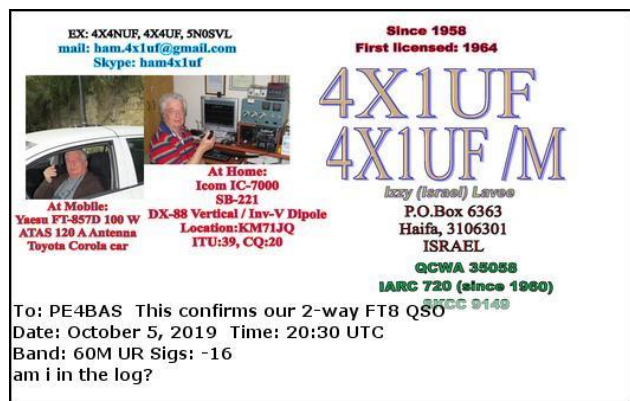 EX: 4X4NUF, 4X4UF, 5N0SVL
mail: ham.4x1uf@gmail.com
Skype: ham4x1uf
At Mobile:
Yaesu FT-857D 100 W
ATAS 120 A Antenna
Toyota Corola car
At Home:
Icom IC-7000
SB-221
DX-88 Vertical / Inv-V Dipole
Location:KM71JQ
ITU:39, CQ:20
Since 1958
First licensed: 1964
4X1UF
4X1UF /M
Izzy (Israel) Lavee
P.O.Box 6363
Haifa, 3106301
ISRAEL
QCWA 35058
IARC 720 (since 1960)
SKCC 9149
To: PE4BAS This confirms our 2-way FT8 QSO
Date: October 5, 2019 Time: 20:30 UTC
Band: 60M UR Sigs: -16
am i in the log?